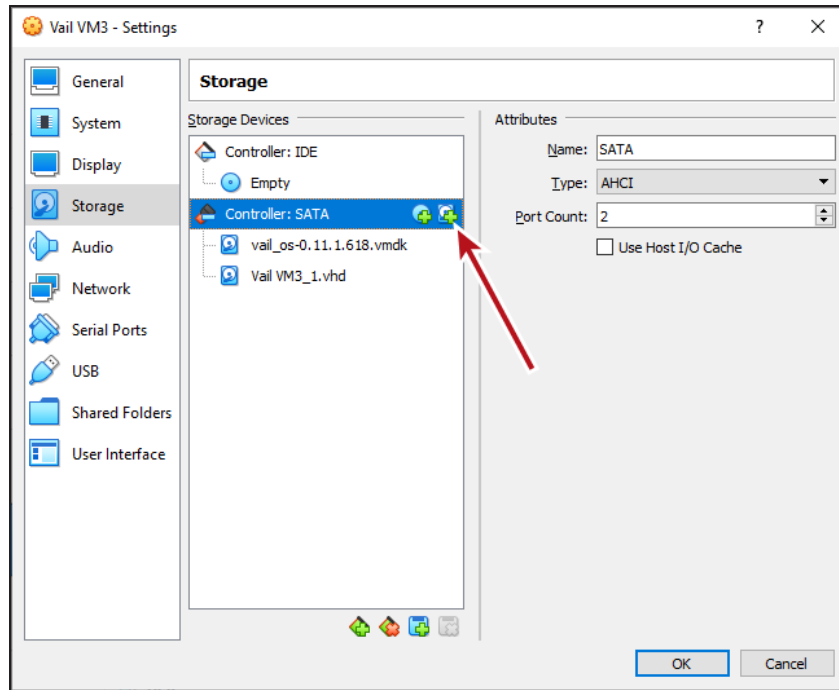 Vail VM3 - Settings
?
General
System
Display
Storage
Audio
Network
Serial Ports
USB
Shared Folders
User Interface
Storage
Storage Devices
Controller: IDE
Empty
Controller: SATA
vail_os-0.11.1.618.vmdk
Vail VM3_1.vhd
Attributes
Name: SATA
Type: AHCI
Port Count: 2
Use Host I/O Cache
OK
Cancel